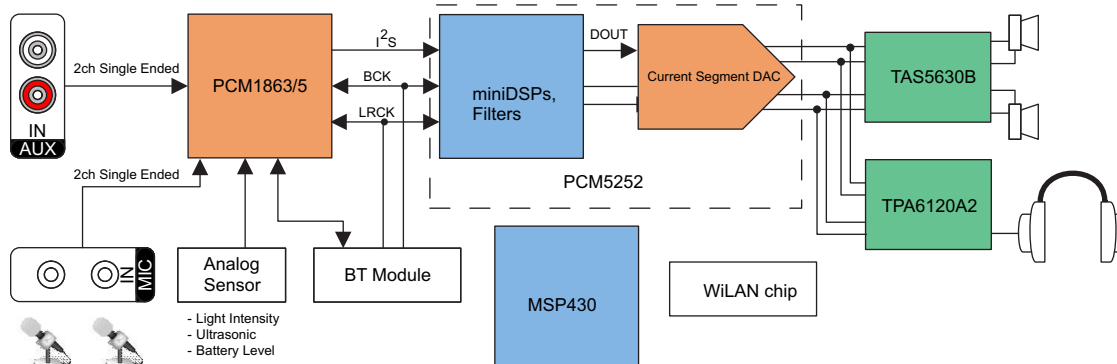 2ch Single Ended
IN
AUX
PCM1863/5
I2S
BCK
LRCK
miniDSPs,
Filters
DOUT
Current Segment DAC
PCM5252
TAS5630B
TPA6120A2
2ch Single Ended
IN
MIC
Analog
Sensor
- Light Intensity
- Ultrasonic
- Battery Level
BT Module
MSP430
WiLAN chip